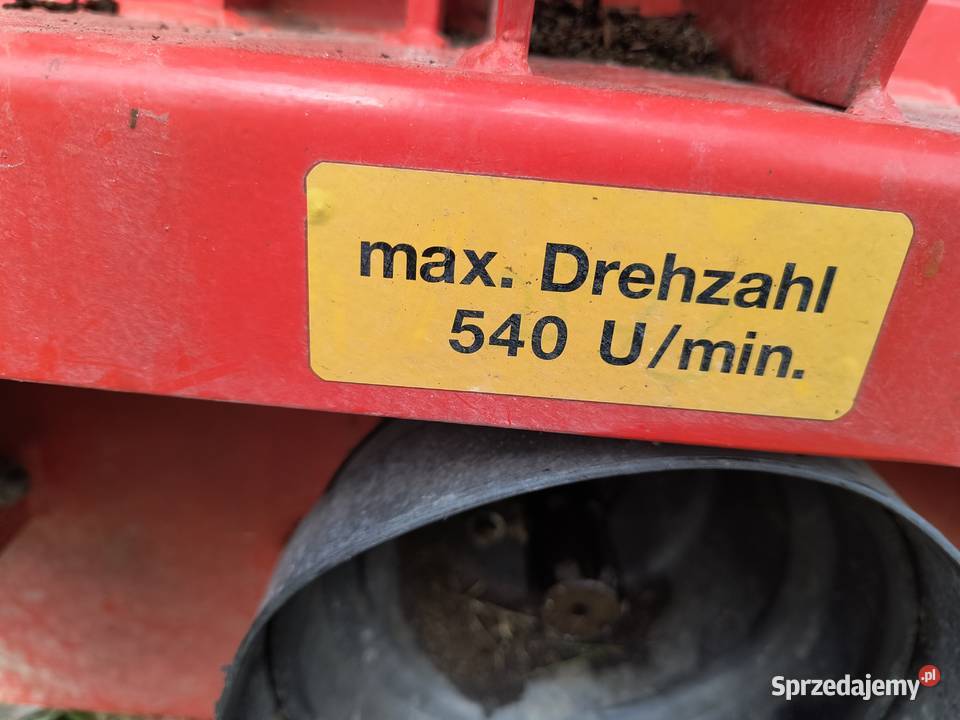 max. Drehzahl
540 U/min.
Sprzedajemy.pl